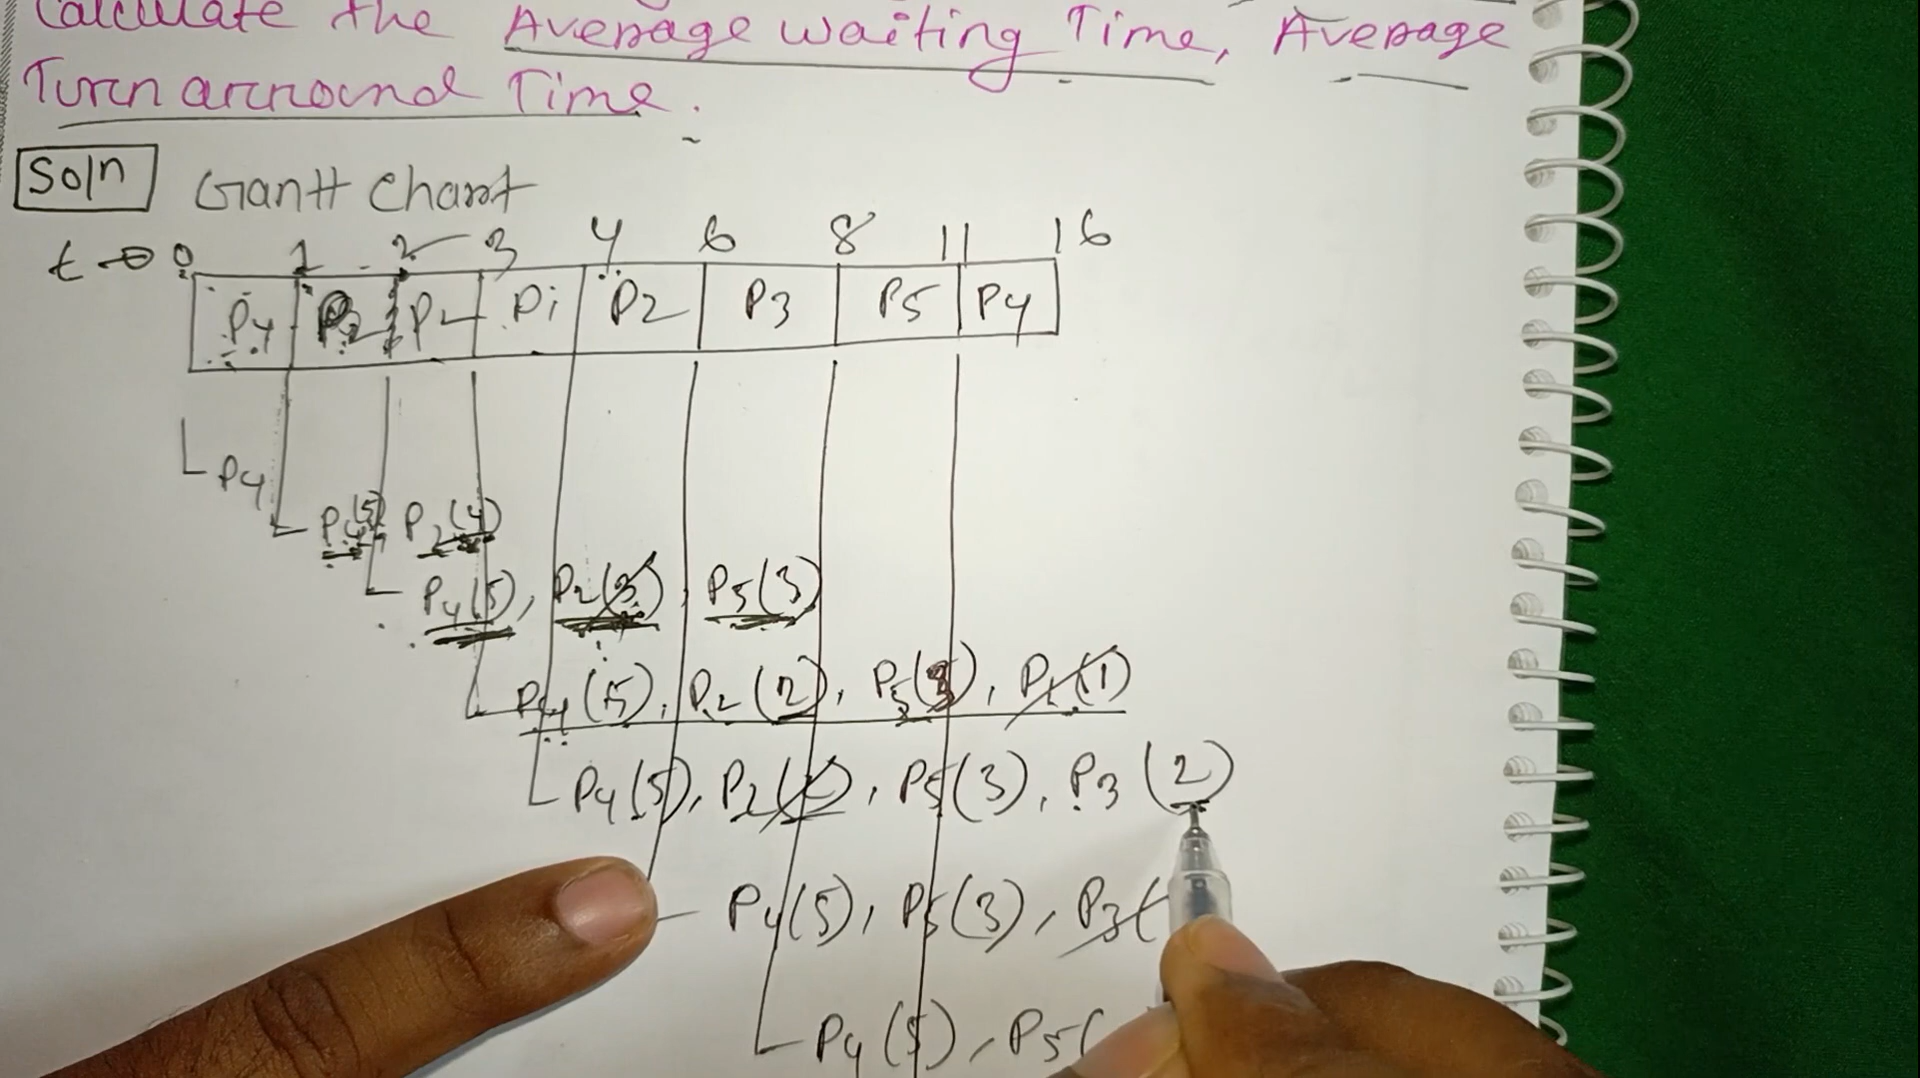 Calculate the Average Waiting Time, Average
Turn around Time.
Soln Gantt Chart
t → 0 1 2 3 4 6 8 11 16
P4 P2 P2 P1 P2 P3 P5 P4
P4
P4(5) P2(4)
P4(5), P2(3), P5(3)
P4(5), P2(2), P5(3), P1(1)
P4(5), P2(2), P5(3), P3(2)
P4(5), P5(3), P3(
P4(5), P5(